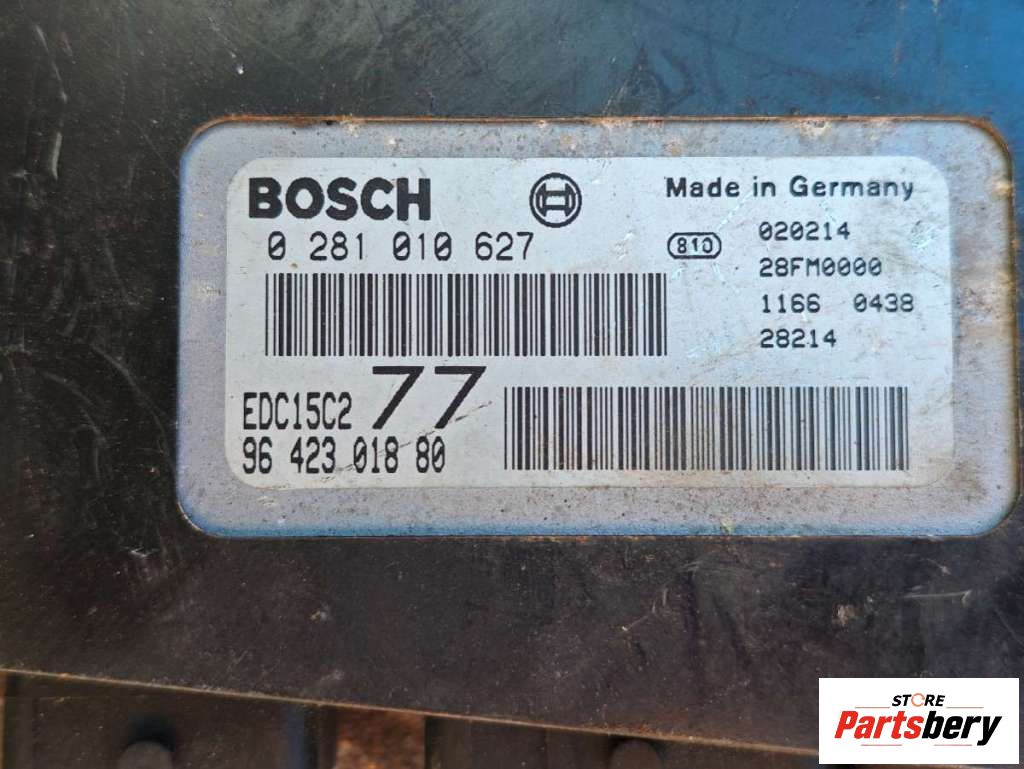 BOSCH
Made in Germany
0 281 010 627
810
020214
28FM0000
1166 0438
28214
EDC15C2 77
96 423 018 80
STORE
Partsbery